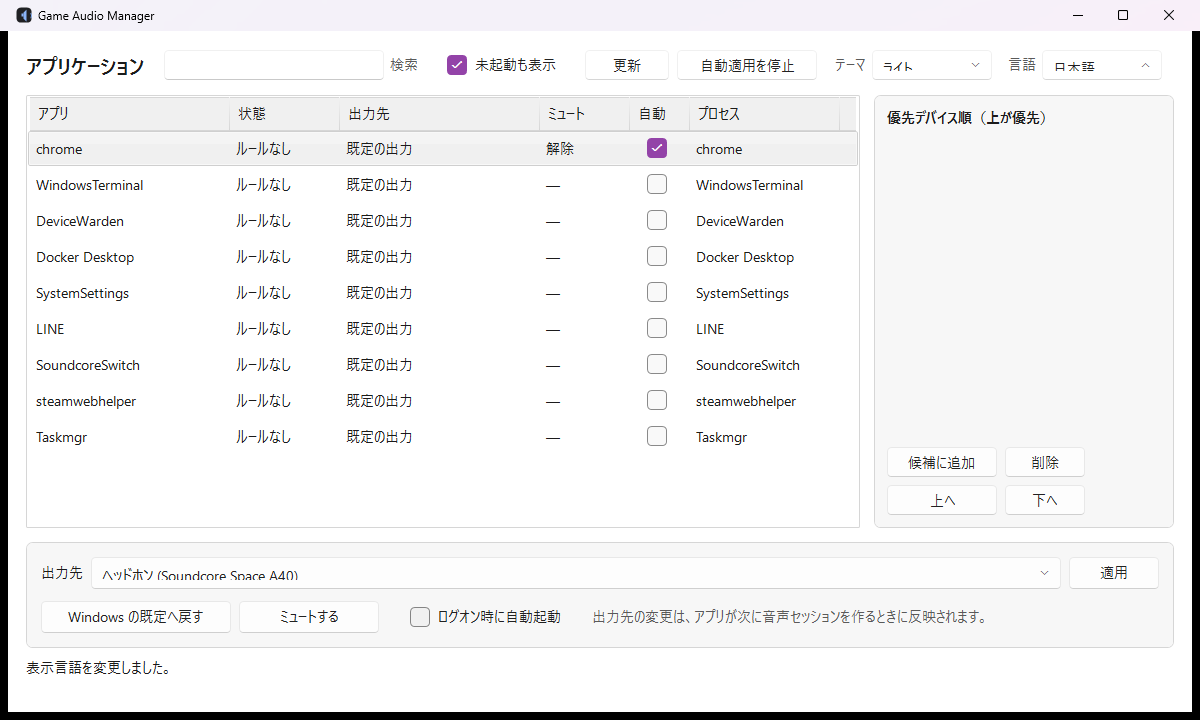 Game Audio Manager
アプリケーション 検索 未起動も表示 更新 自動適用を停止 テーマ ライト 言語 日本語
アプリ 状態 出力先 ミュート 自動 プロセス
chrome ルールなし 既定の出力 解除 chrome
WindowsTerminal ルールなし 既定の出力 — WindowsTerminal
DeviceWarden ルールなし 既定の出力 — DeviceWarden
Docker Desktop ルールなし 既定の出力 — Docker Desktop
SystemSettings ルールなし 既定の出力 — SystemSettings
LINE ルールなし 既定の出力 — LINE
SoundcoreSwitch ルールなし 既定の出力 — SoundcoreSwitch
steamwebhelper ルールなし 既定の出力 — steamwebhelper
Taskmgr ルールなし 既定の出力 — Taskmgr
優先デバイス順（上が優先）
候補に追加 削除
上へ 下へ
出力先 ヘッドホン (Soundcore Space A40) 適用
Windows の既定へ戻す ミュートする ログオン時に自動起動 出力先の変更は、アプリが次に音声セッションを作るときに反映されます。
表示言語を変更しました。